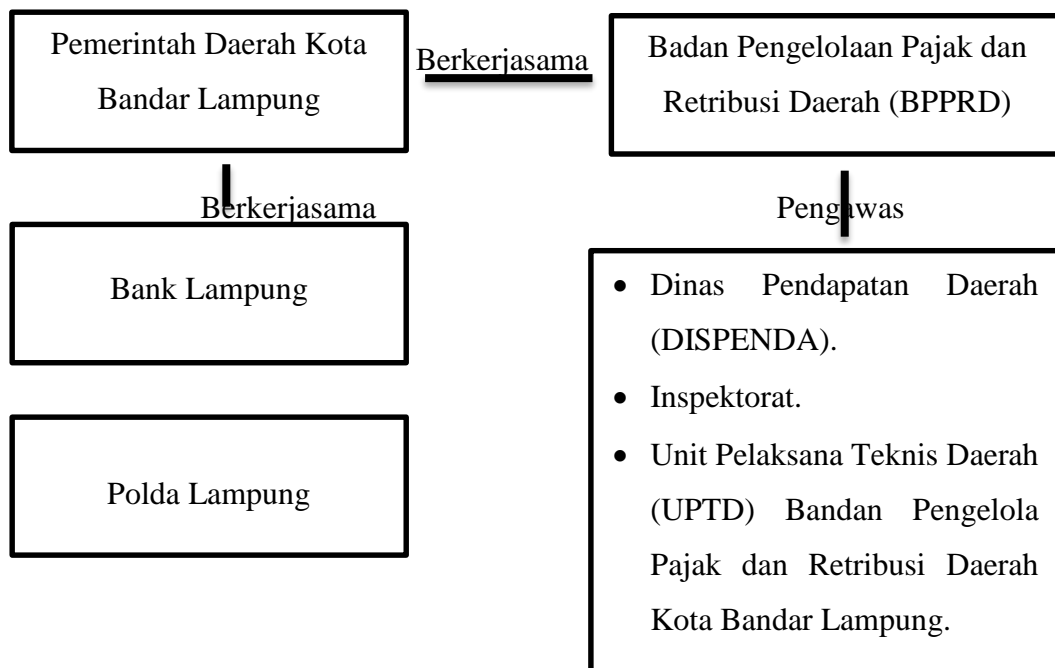 Pemerintah Daerah Kota
Bandar Lampung
Berkerjasama
Badan Pengelolaan Pajak dan
Retribusi Daerah (BPPRD)
Berkerjasama
Pengawas
Bank Lampung
Polda Lampung
• Dinas Pendapatan Daerah
(DISPENDA).
• Inspektorat.
• Unit Pelaksana Teknis Daerah
(UPTD) Bandan Pengelola
Pajak dan Retribusi Daerah
Kota Bandar Lampung.